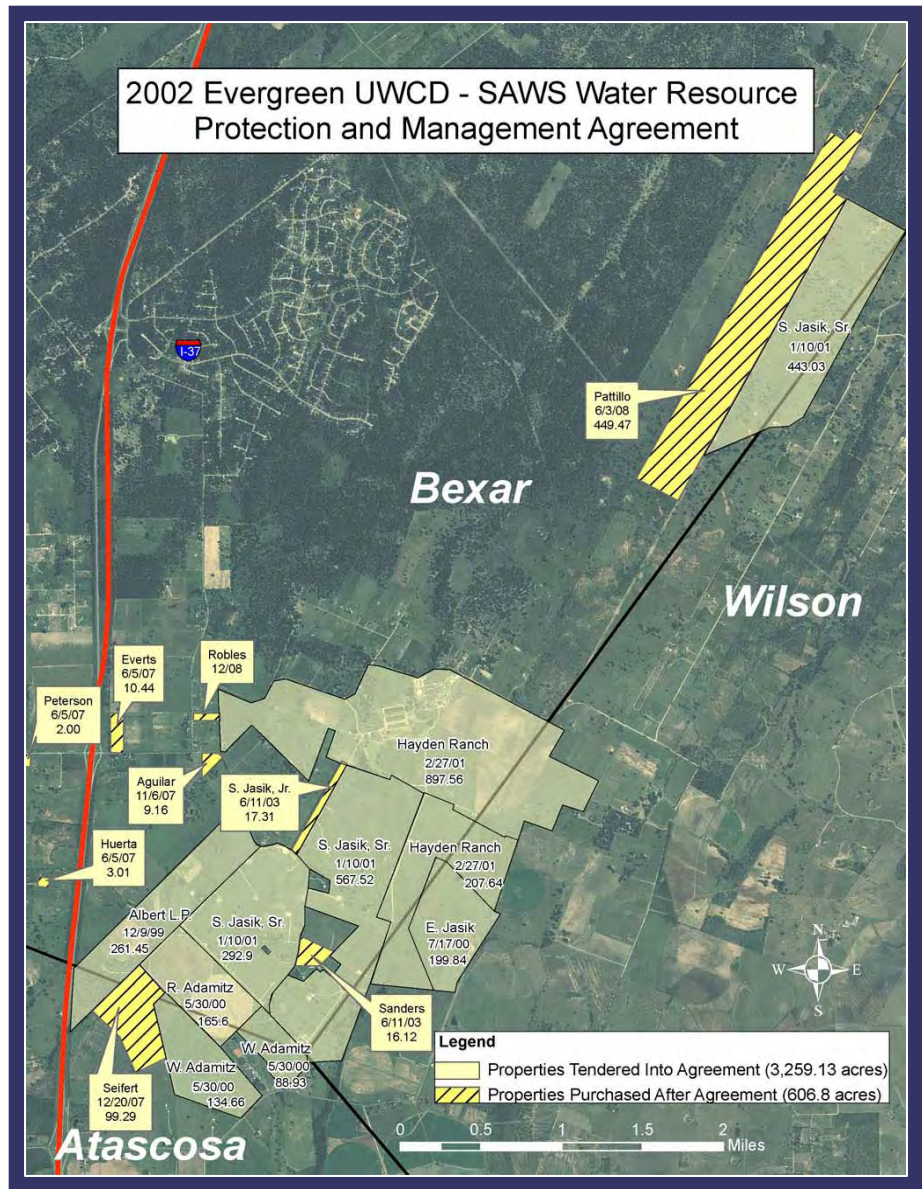 2002 Evergreen UWCD - SAWS Water Resource
Protection and Management Agreement
I-37
S. Jasik, Sr.
1/10/01
443.03
Pattillo
6/3/08
449.47
Bexar
Wilson
Everts
6/5/07
10.44
Robles
12/08
Peterson
6/5/07
2.00
Hayden Ranch
2/27/01
897.56
Aguilar
11/6/07
9.16
S. Jasik, Jr.
6/11/03
17.31
S. Jasik, Sr.
1/10/01
567.52
Hayden Ranch
2/27/01
207.64
Huerta
6/5/07
3.01
Albert L.P.
12/9/99
261.45
S. Jasik, Sr.
1/10/01
292.9
E. Jasik
7/17/00
199.84
N
W
E
S
R. Adamitz
5/30/00
165.6
Sanders
6/11/03
16.12
W. Adamitz
5/30/00
88.93
W. Adamitz
5/30/00
134.66
Seifert
12/20/07
99.29
Atascosa
Legend
Properties Tendered Into Agreement (3,259.13 acres)
Properties Purchased After Agreement (606.8 acres)
0 0.5 1 2
Miles